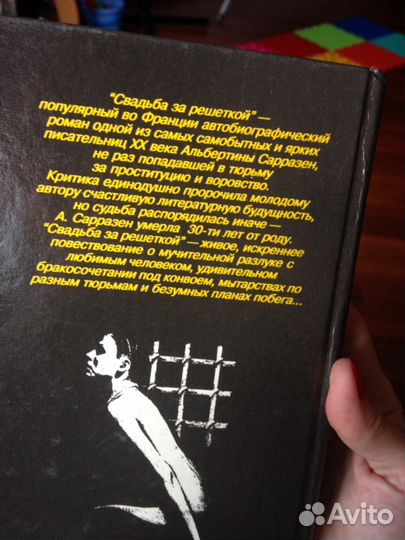 "Свадьба за решеткой" —
популярный во Франции автобиографический
роман одной из самых самобытных и ярких
писательниц XX века Альбертины Сарразен,
не раз попадавшей в тюрьму
за проституцию и воровство.
Критика единодушно пророчила молодому
автору счастливую литературную будущность,
но судьба распорядилась иначе —
А. Сарразен умерла 30-ти лет от роду.
"Свадьба за решеткой" — живое, искреннее
повествование о мучительной разлуке с
любимым человеком, удивительном
бракосочетании под конвоем, мытарствах по
разным тюрьмам и безумных планах побега...
Avito